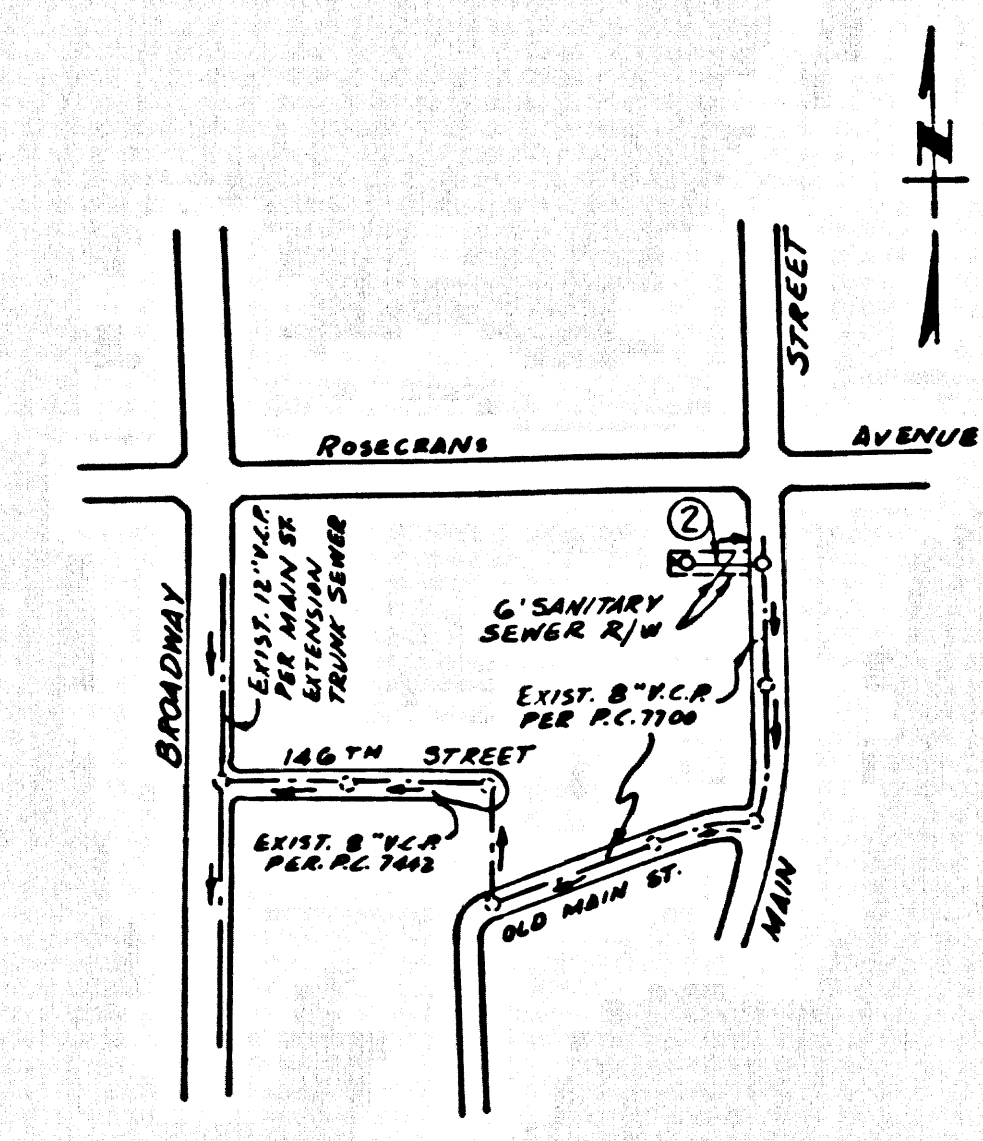 N
STREET
ROSECRANS
AVENUE
2
EXIST. 12" V.C.P.
PER MAIN ST.
EXTENSION
TRUNK SEWER
6' SANITARY
SEWER R/W
BROADWAY
EXIST. 8" V.C.P.
PER P.C. 7700
146TH STREET
EXIST. 8" V.C.P.
PER. P.C. 7442
OLD MAIN ST.
MAIN